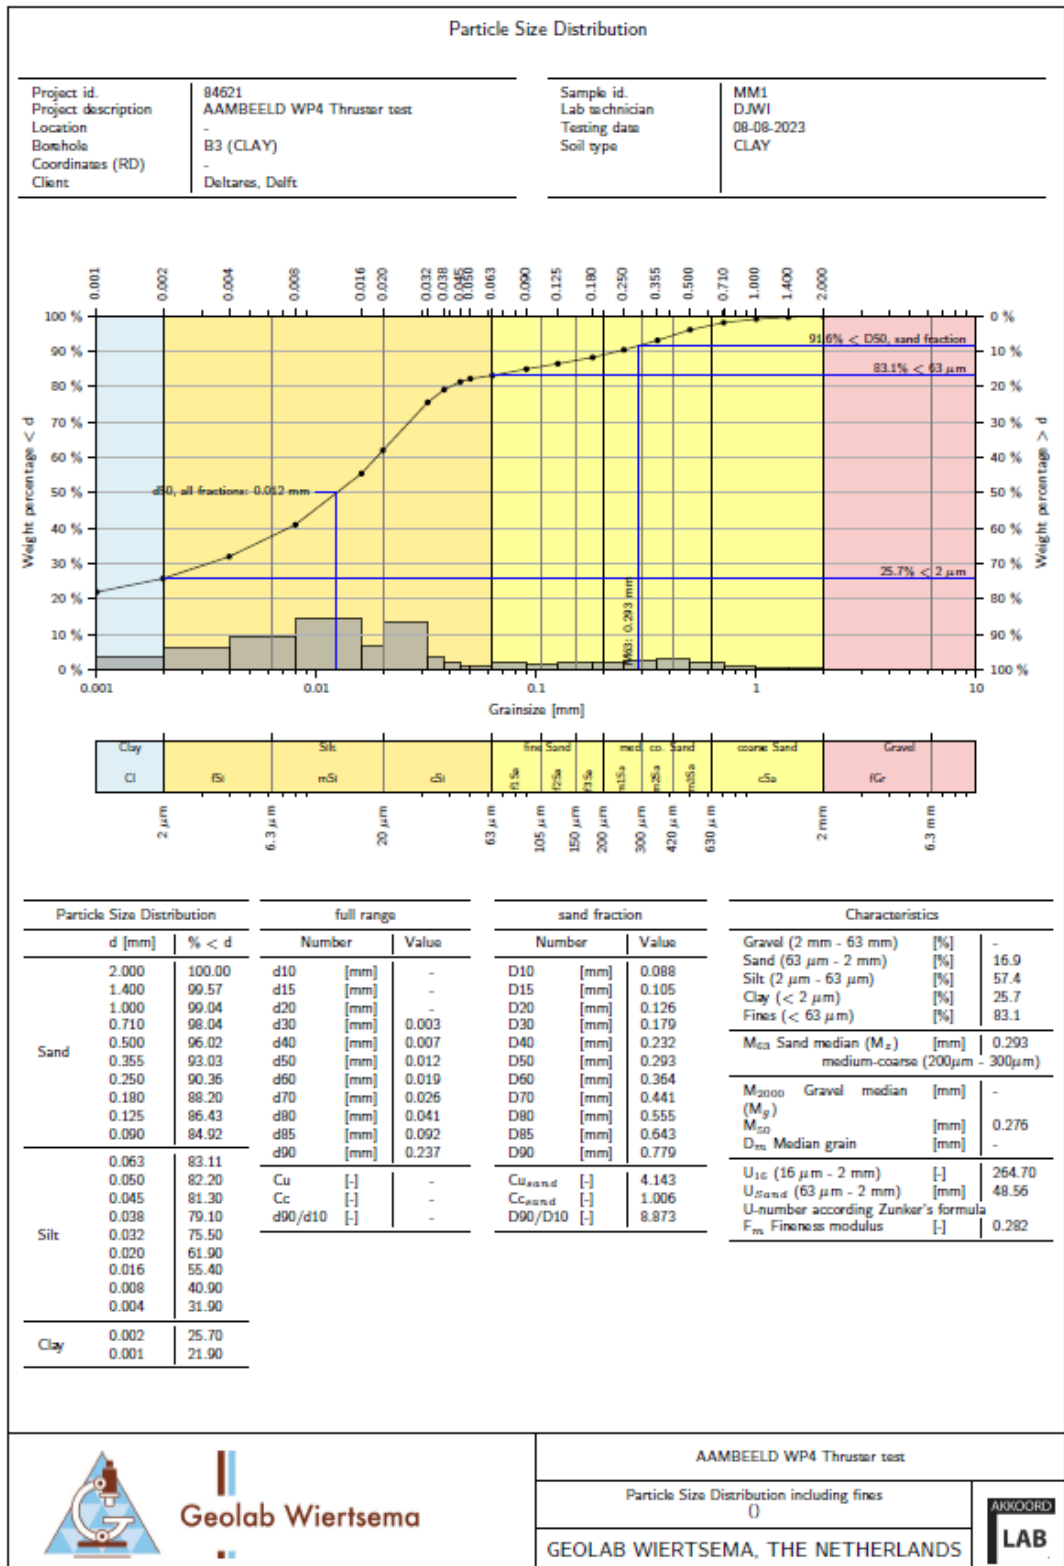 Particle Size Distribution
Project id. 84621
Project description AAMBEELD WP4 Thruster test
Location -
Borehole B3 (CLAY)
Coordinates (RD) -
Client Deltares, Delft
Sample id. MM1
Lab technician DJWI
Testing date 08-08-2023
Soil type CLAY
0.001 0.002 0.004 0.008 0.016 0.020 0.032 0.038 0.045 0.050 0.063 0.090 0.125 0.180 0.250 0.355 0.500 0.710 1.000 1.400 2.000
100 % 0 %
90 % 10 %
80 % 20 %
70 % 30 %
60 % 40 %
50 % 50 %
40 % 60 %
30 % 70 %
20 % 80 %
10 % 90 %
0 % 100 %
Weight percentage < d
Weight percentage > d
91.6% < D50, sand fraction
83.1% < 63 μm
d50, all fractions: 0.012 mm
25.7% < 2 μm
M63: 0.293 mm
0.001 0.01 0.1 1 10
Grainsize [mm]
Clay Silt fine Sand med. co. Sand coarse Sand Gravel
Cl fSi mSi cSi f1Sa f2Sa f3Sa m1Sa m2Sa m3Sa cSa fGr
2 μm 6.3 μm 20 μm 63 μm 105 μm 150 μm 200 μm 300 μm 420 μm 630 μm 2 mm 6.3 mm
Particle Size Distribution
d [mm] % < d
Sand
2.000 100.00
1.400 99.57
1.000 99.04
0.710 98.04
0.500 96.02
0.355 93.03
0.250 90.36
0.180 88.20
0.125 86.43
0.090 84.92
Silt
0.063 83.11
0.050 82.20
0.045 81.30
0.038 79.10
0.032 75.50
0.020 61.90
0.016 55.40
0.008 40.90
0.004 31.90
Clay
0.002 25.70
0.001 21.90
full range
Number Value
d10 [mm] -
d15 [mm] -
d20 [mm] -
d30 [mm] 0.003
d40 [mm] 0.007
d50 [mm] 0.012
d60 [mm] 0.019
d70 [mm] 0.026
d80 [mm] 0.041
d85 [mm] 0.092
d90 [mm] 0.237
Cu [-] -
Cc [-] -
d90/d10 [-] -
sand fraction
Number Value
D10 [mm] 0.088
D15 [mm] 0.105
D20 [mm] 0.126
D30 [mm] 0.179
D40 [mm] 0.232
D50 [mm] 0.293
D60 [mm] 0.364
D70 [mm] 0.441
D80 [mm] 0.555
D85 [mm] 0.643
D90 [mm] 0.779
Cusand [-] 4.143
Ccsand [-] 1.006
D90/D10 [-] 8.873
Characteristics
Gravel (2 mm - 63 mm) [%] -
Sand (63 μm - 2 mm) [%] 16.9
Silt (2 μm - 63 μm) [%] 57.4
Clay (< 2 μm) [%] 25.7
Fines (< 63 μm) [%] 83.1
M63 Sand median (Mz) [mm] 0.293
medium-coarse (200μm - 300μm)
M2000 Gravel median [mm] -
(Mg)
M50 [mm] 0.276
Dm Median grain [mm] -
U16 (16 μm - 2 mm) [-] 264.70
USand (63 μm - 2 mm) [mm] 48.56
U-number according Zunker's formula
Fm Fineness modulus [-] 0.282
Geolab Wiertsema
AAMBEELD WP4 Thruster test
Particle Size Distribution including fines
()
GEOLAB WIERTSEMA, THE NETHERLANDS
AKKOORD
LAB